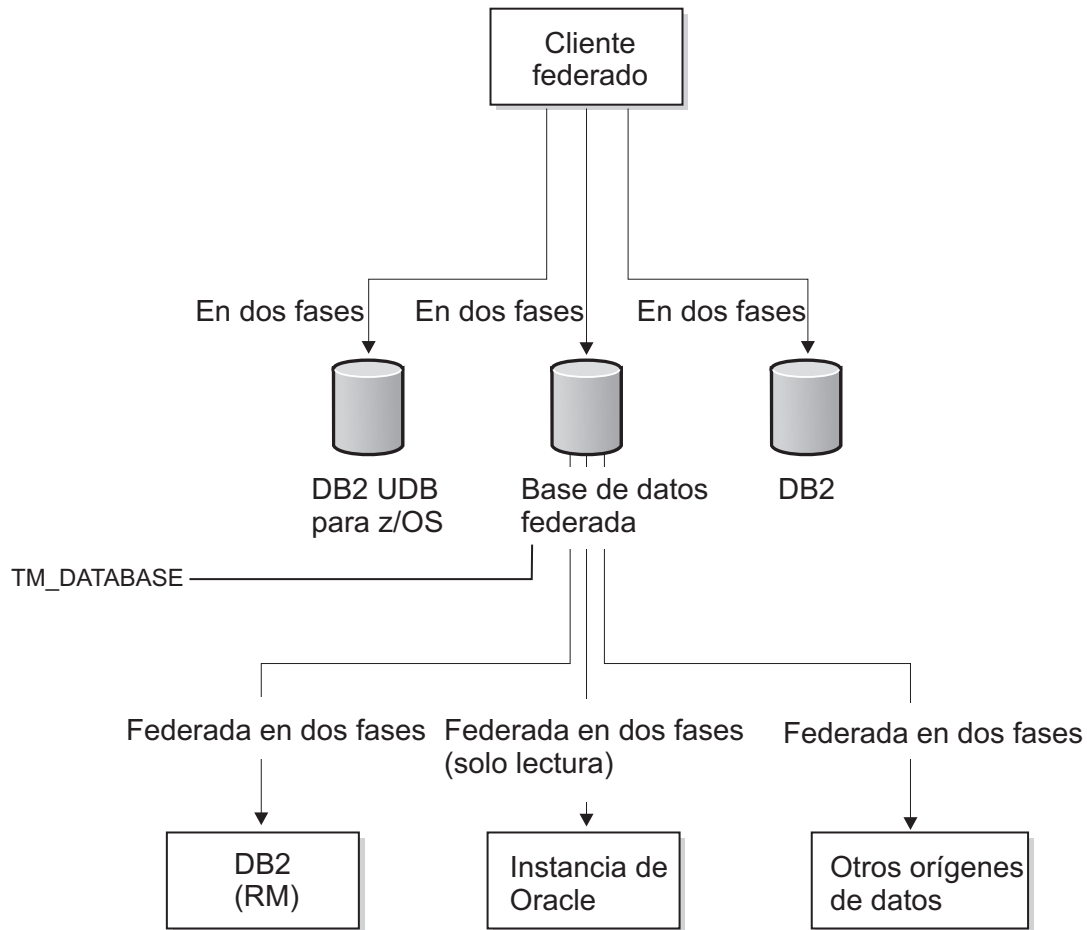 Cliente
federado
En dos fases
En dos fases
En dos fases
DB2 UDB
para z/OS
Base de datos
federada
DB2
TM_DATABASE
Federada en dos fases
Federada en dos fases
(solo lectura)
Federada en dos fases
DB2
(RM)
Instancia de
Oracle
Otros orígenes
de datos